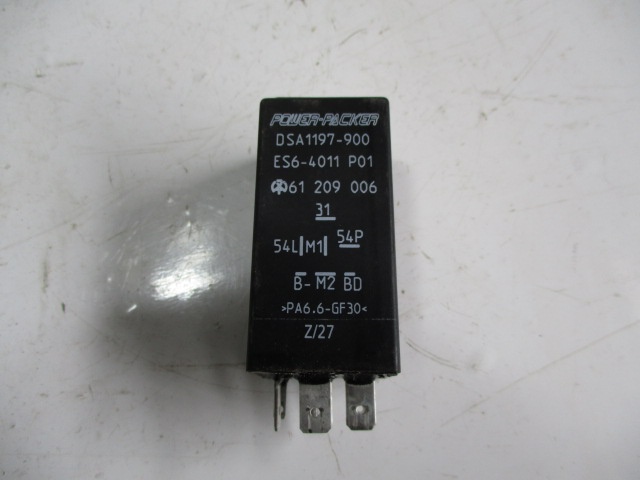 POWER-PACKER
DSA1197-900
ES6-4011 P01
61 209 006
31
54L M1 54P
B- M2 BD
>PA6.6-GF30<
Z/27